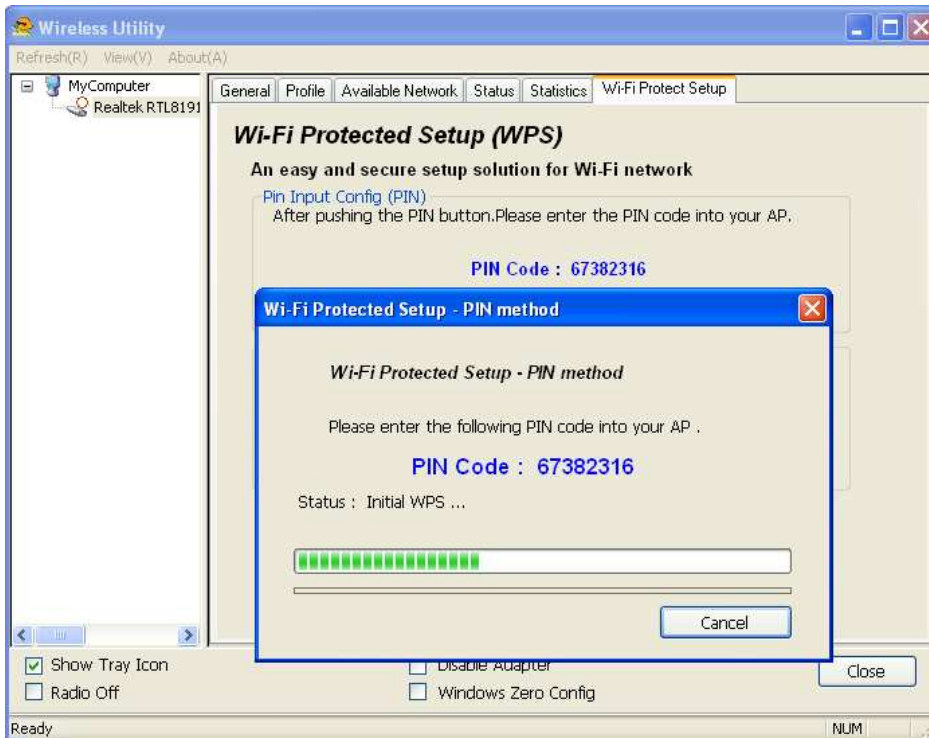 Wireless Utility
Refresh(R) View(V) About(A)
MyComputer
Realtek RTL8191
General Profile Available Network Status Statistics Wi-Fi Protect Setup
Wi-Fi Protected Setup (WPS)
An easy and secure setup solution for Wi-Fi network
Pin Input Config (PIN)
After pushing the PIN button.Please enter the PIN code into your AP.
PIN Code : 67382316
Wi-Fi Protected Setup - PIN method
Wi-Fi Protected Setup - PIN method
Please enter the following PIN code into your AP .
PIN Code : 67382316
Status : Initial WPS ...
Cancel
Show Tray Icon
Disable Adapter
Radio Off
Windows Zero Config
Close
Ready
NUM